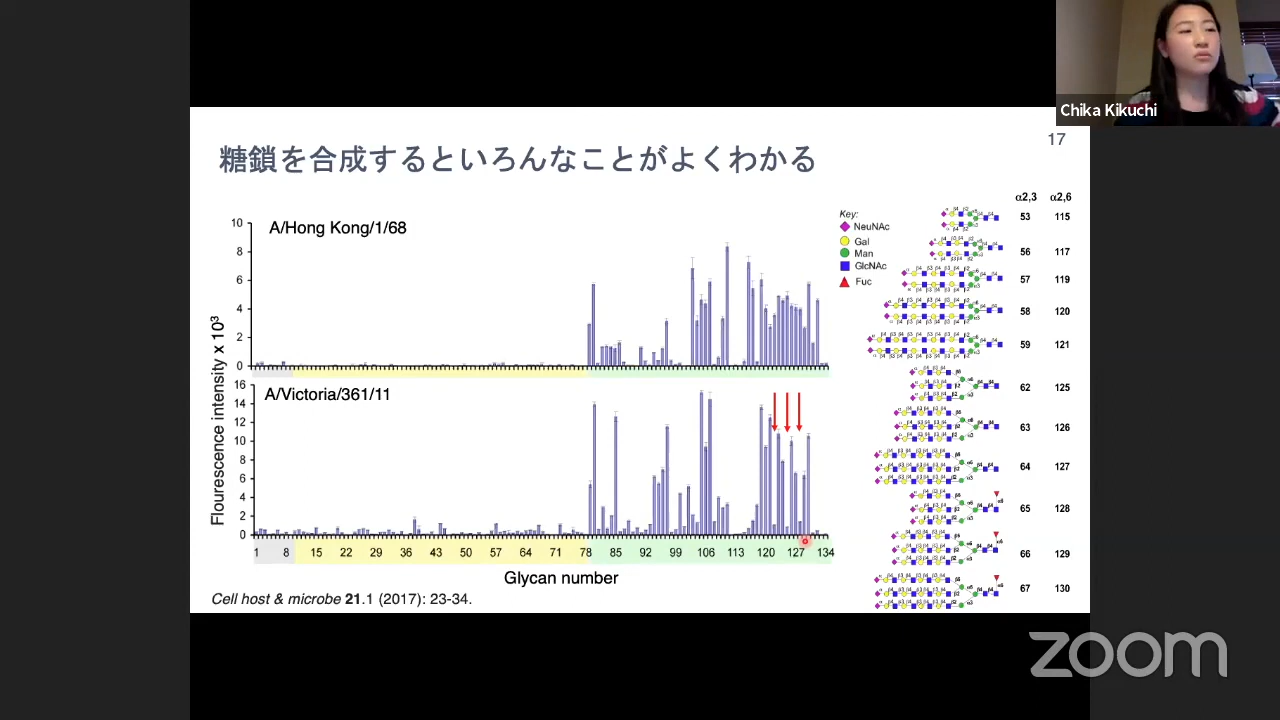 Chika Kikuchi
17
糖鎖を合成するといろんなことがよくわかる
A/Hong Kong/1/68
10
8
6
4
2
0
A/Victoria/361/11
16
14
12
10
8
6
4
2
0
Flourescence intensity x 10³
1 8 15 22 29 36 43 50 57 64 71 78 85 92 99 106 113 120 127 134
Glycan number
Cell host & microbe 21.1 (2017): 23-34.
Key:
NeuNAc
Gal
Man
GlcNAc
Fuc
α2,3 α2,6
53 115
56 117
57 119
58 120
59 121
62 125
63 126
64 127
65 128
66 129
67 130
zoom